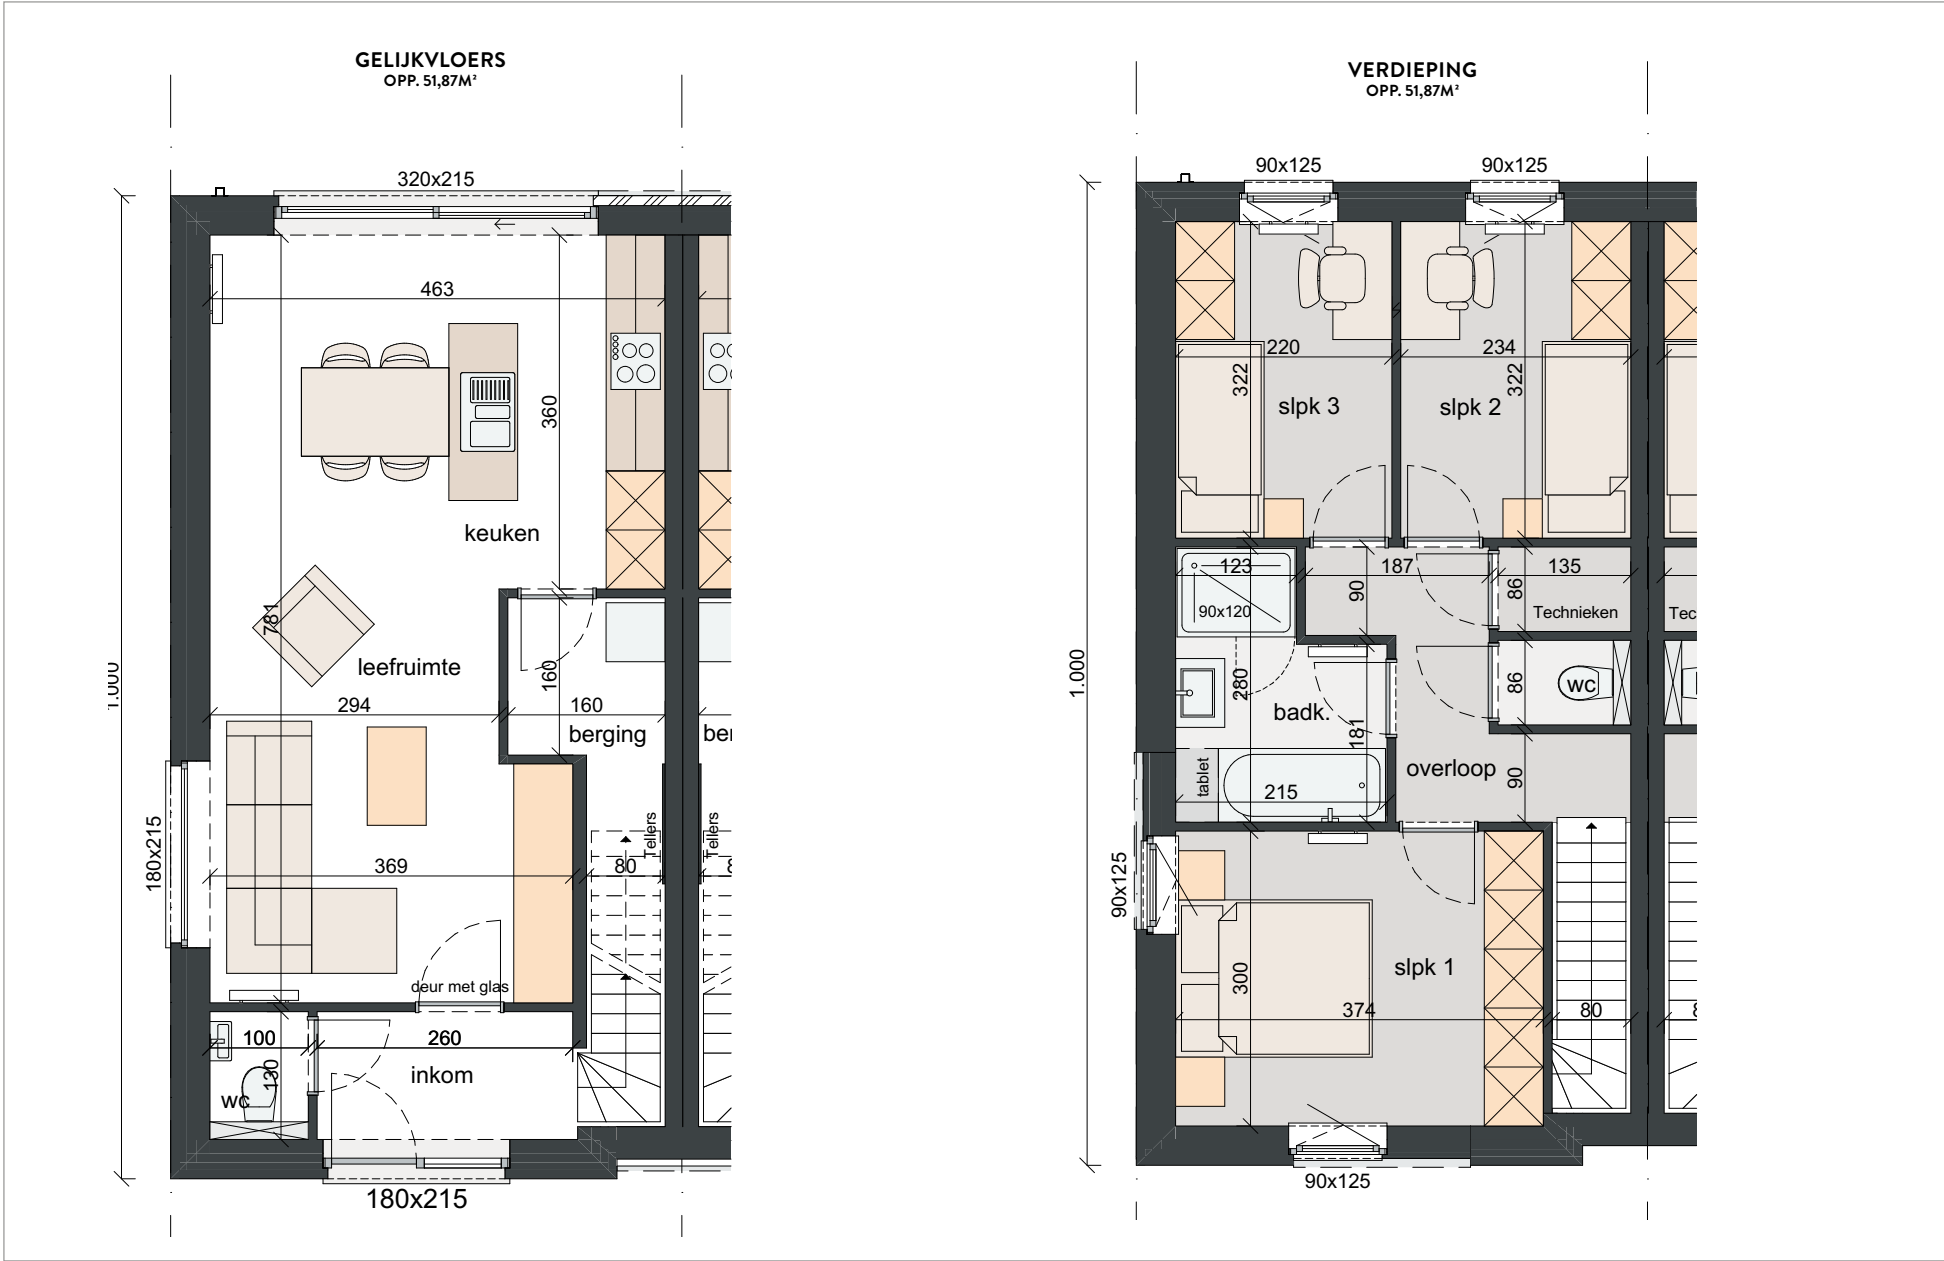 GELIJKVLOERS
OPP. 51,87M²
320x215
463
360
keuken
781
leefruimte
1.000
294
160
160
berging
ber
180x215
369
Tellers
Tellers
80
8
deur met glas
100
260
130
inkom
wc
180x215
VERDIEPING
OPP. 51,87M²
90x125
90x125
220
234
322
322
slpk 3
slpk 2
123
187
135
90
86
90x120
Technieken
Tec
1.000
280
86
wc
badk.
181
overloop
90
tablet
215
90x125
slpk 1
300
374
80
8
90x125